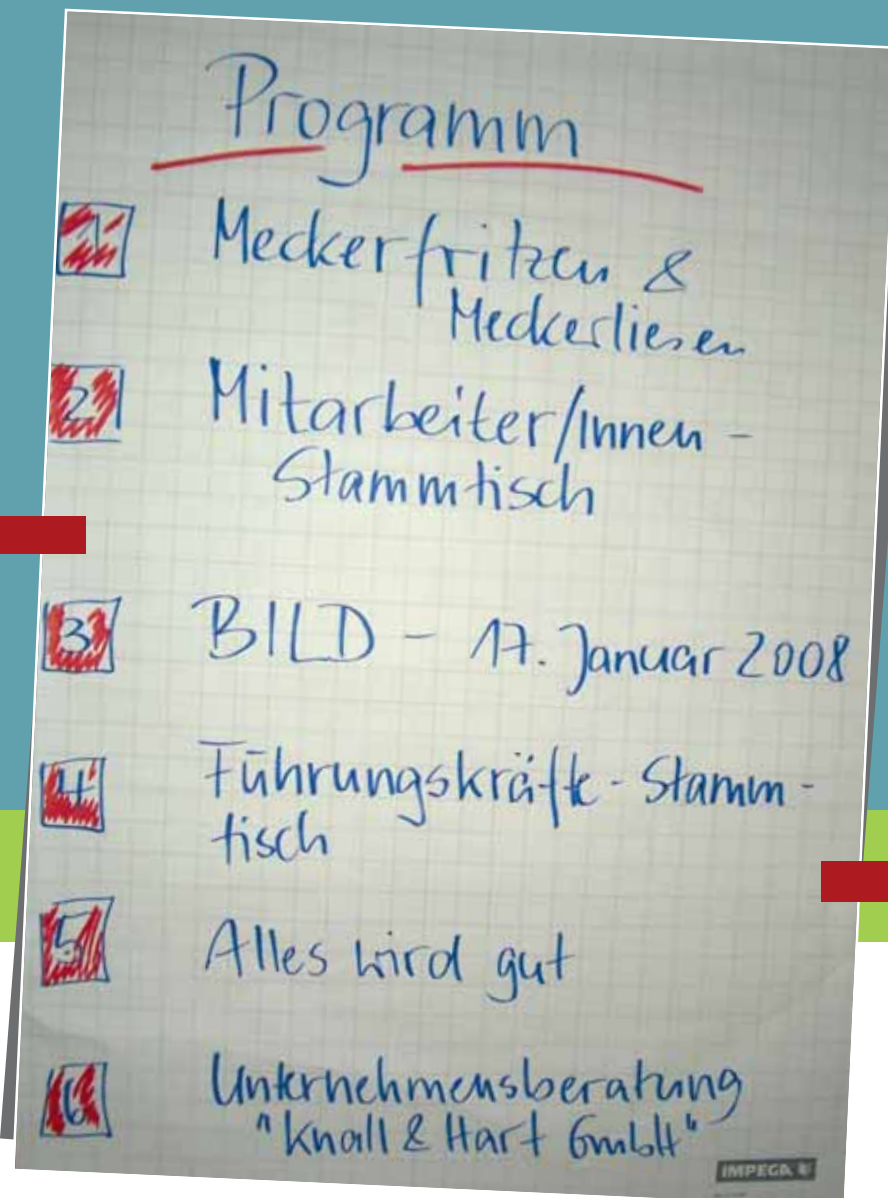 Programm
1 Meckerfritzen &
Meckerliesen
2 Mitarbeiter/Innen -
Stammtisch
3 BILD - 17. Januar 2008
4 Führungskräfte - Stamm -
tisch
5 Alles wird gut
6 Unternehmensberatung
"Knall & Hart GmbH"
IMPEGA